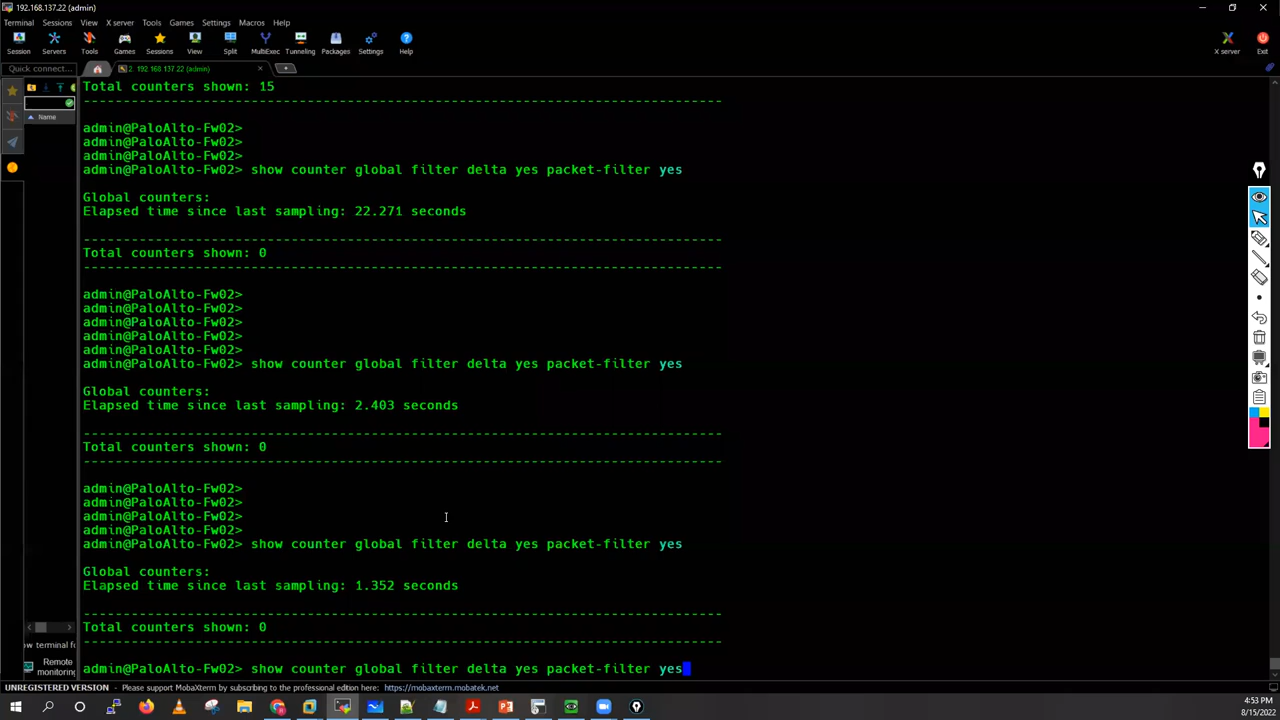 192.168.137.22 (admin)
Terminal Sessions View X server Tools Games Settings Macros Help
Session Servers Tools Games Sessions View Split MultiExec Tunneling Packages Settings Help X server Exit
Quick connect...
2. 192.168.137.22 (admin)
Name
Total counters shown: 15
--------------------------------------------------------------------------------
admin@PaloAlto-Fw02>
admin@PaloAlto-Fw02>
admin@PaloAlto-Fw02>
admin@PaloAlto-Fw02> show counter global filter delta yes packet-filter yes
Global counters:
Elapsed time since last sampling: 22.271 seconds
--------------------------------------------------------------------------------
Total counters shown: 0
--------------------------------------------------------------------------------
admin@PaloAlto-Fw02>
admin@PaloAlto-Fw02>
admin@PaloAlto-Fw02>
admin@PaloAlto-Fw02>
admin@PaloAlto-Fw02>
admin@PaloAlto-Fw02> show counter global filter delta yes packet-filter yes
Global counters:
Elapsed time since last sampling: 2.403 seconds
--------------------------------------------------------------------------------
Total counters shown: 0
--------------------------------------------------------------------------------
admin@PaloAlto-Fw02>
admin@PaloAlto-Fw02>
admin@PaloAlto-Fw02>
admin@PaloAlto-Fw02>
admin@PaloAlto-Fw02> show counter global filter delta yes packet-filter yes
Global counters:
Elapsed time since last sampling: 1.352 seconds
--------------------------------------------------------------------------------
Total counters shown: 0
--------------------------------------------------------------------------------
admin@PaloAlto-Fw02> show counter global filter delta yes packet-filter yes
ow terminal fo
Remote
monitoring
UNREGISTERED VERSION - Please support MobaXterm by subscribing to the professional edition here: https://mobaxterm.mobatek.net
4:53 PM
8/15/2022